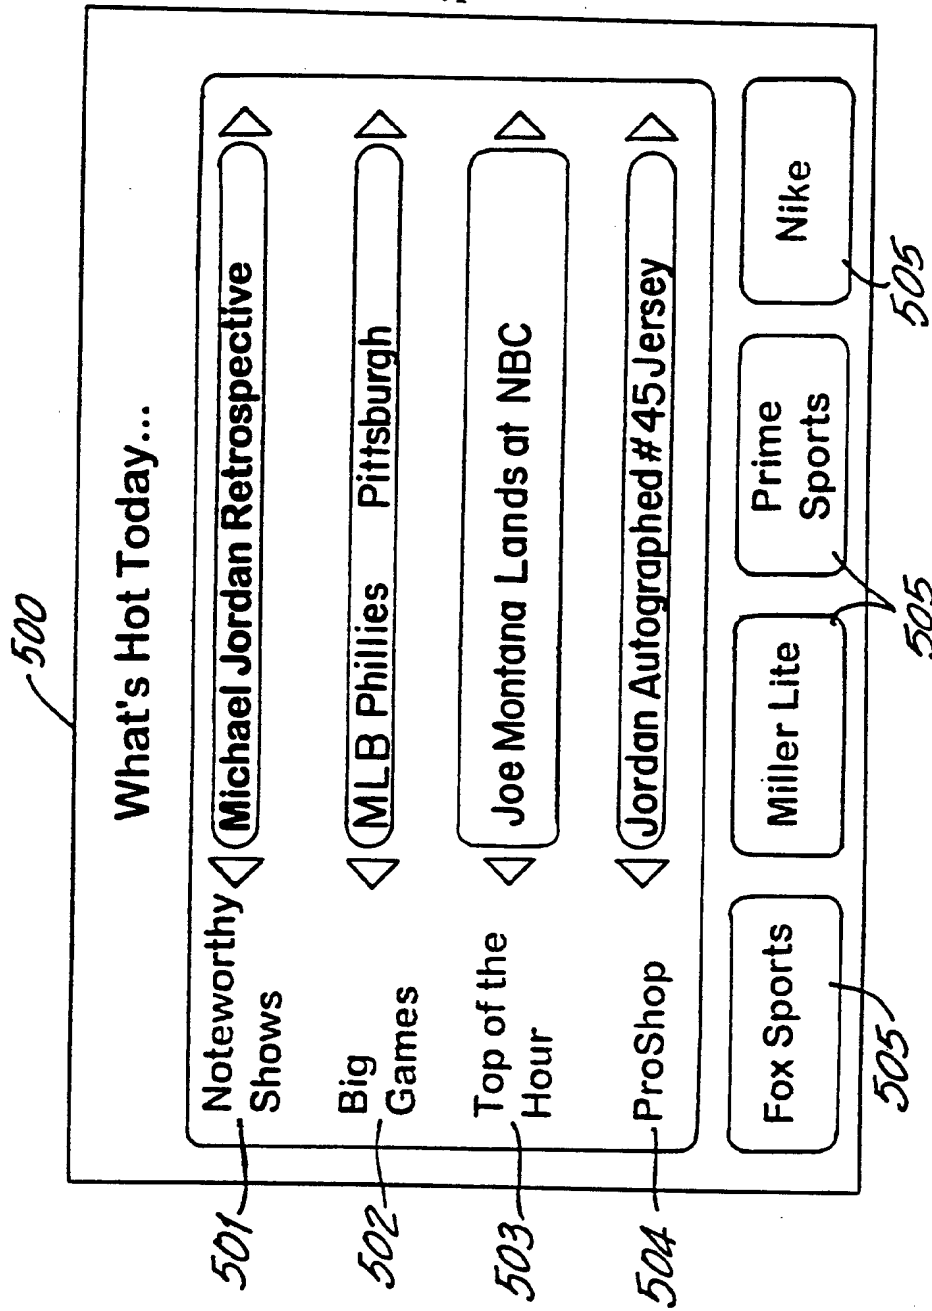 500
What's Hot Today...
501
Noteworthy
Shows
Michael Jordan Retrospective
502
Big
Games
MLB Phillies Pittsburgh
503
Top of the
Hour
Joe Montana Lands at NBC
504
ProShop
Jordan Autographed #45 Jersey
Fox Sports
Miller Lite
Prime
Sports
Nike
505
505
505